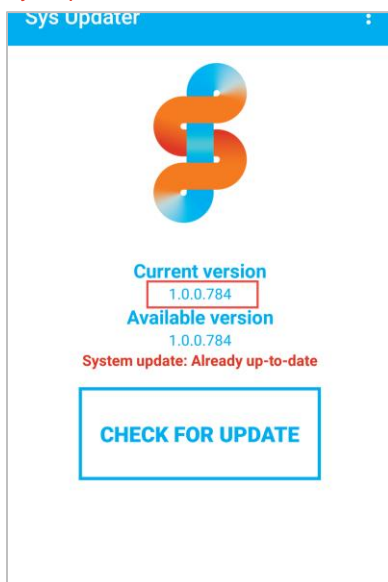 Sys Updater
Current version
1.0.0.784
Available version
1.0.0.784
System update: Already up-to-date
CHECK FOR UPDATE